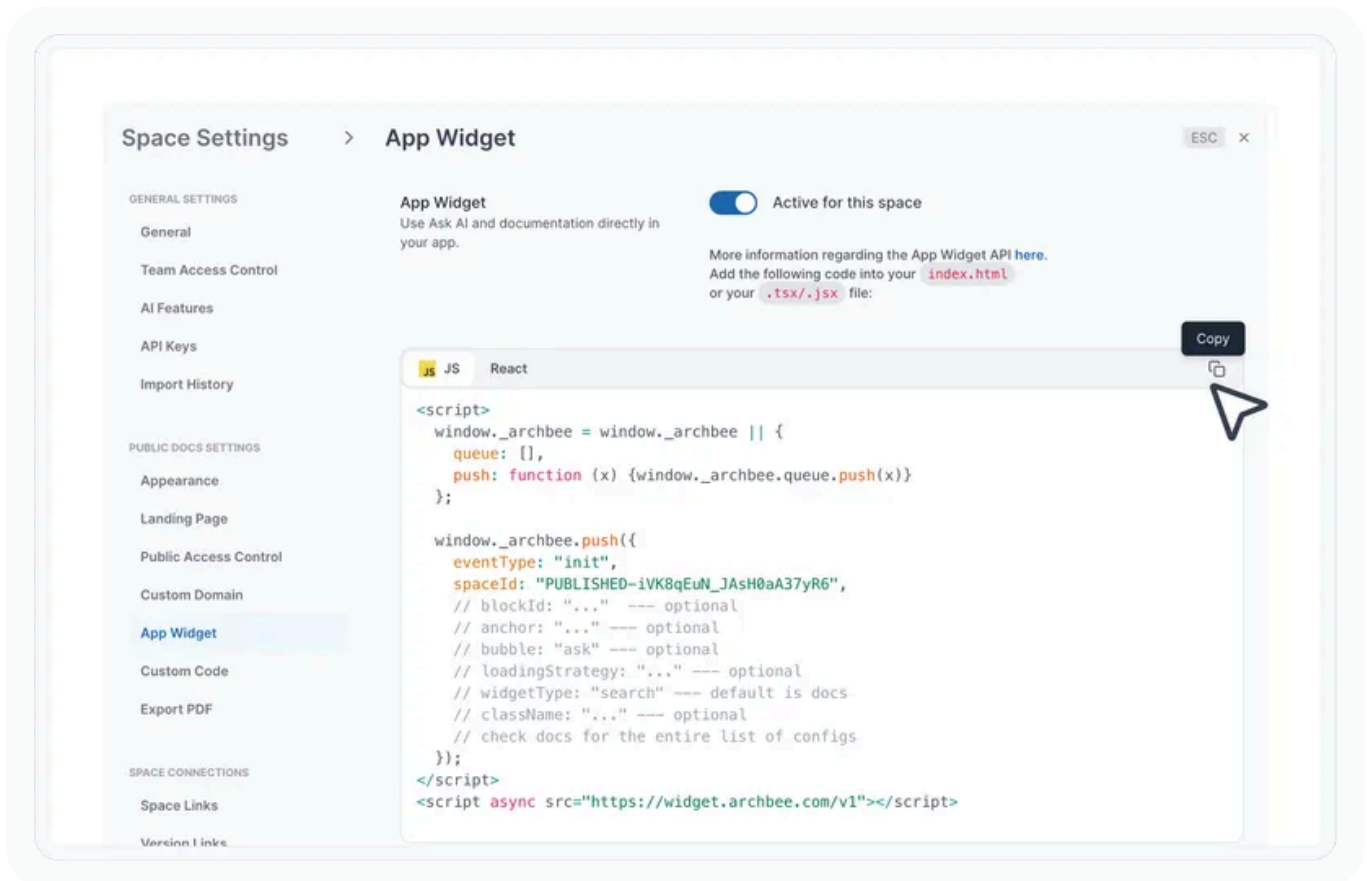 Space Settings > App Widget
ESC ×
GENERAL SETTINGS
General
Team Access Control
AI Features
API Keys
Import History
PUBLIC DOCS SETTINGS
Appearance
Landing Page
Public Access Control
Custom Domain
App Widget
Custom Code
Export PDF
SPACE CONNECTIONS
Space Links
Version Links
App Widget
Use Ask AI and documentation directly in
your app.
Active for this space
More information regarding the App Widget API here.
Add the following code into your index.html
or your .tsx/.jsx file:
Copy
JS JS React
<script>
  window._archbee = window._archbee || {
    queue: [],
    push: function (x) {window._archbee.queue.push(x)}
  };
  window._archbee.push({
    eventType: "init",
    spaceId: "PUBLISHED-iVK8qEuN_JAsH0aA37yR6",
    // blockId: "..."  --- optional
    // anchor: "..." --- optional
    // bubble: "ask" --- optional
    // loadingStrategy: "..." --- optional
    // widgetType: "search" --- default is docs
    // className: "..." --- optional
    // check docs for the entire list of configs
  });
</script>
<script async src="https://widget.archbee.com/v1"></script>